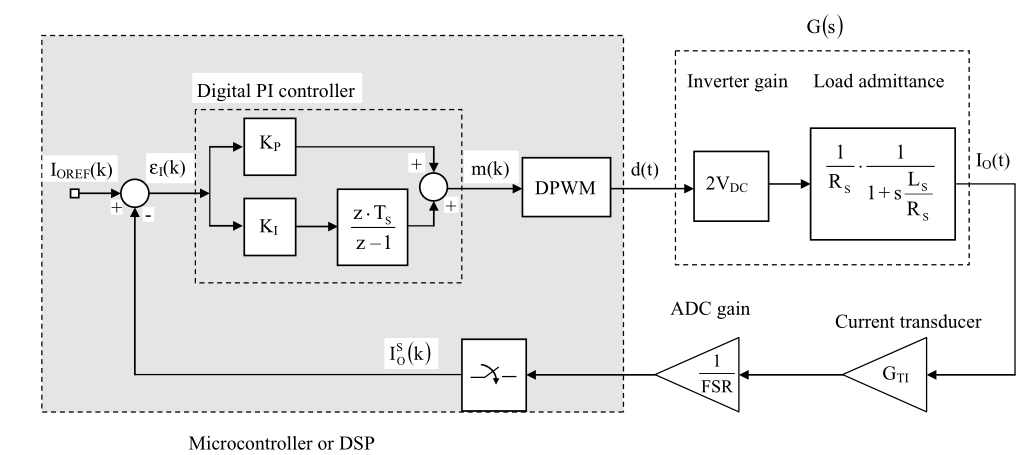 G(s)
Inverter gain Load admittance
Digital PI controller
K_P
I_OREF(k) ε_I(k) + m(k) d(t) I_O(t)
DPWM 2V_DC 1/R_S · 1/(1+s L_S/R_S)
+ - +
K_I z·T_S/(z−1)
ADC gain
Current transducer
I_O^S(k)
1/FSR G_TI
Microcontroller or DSP